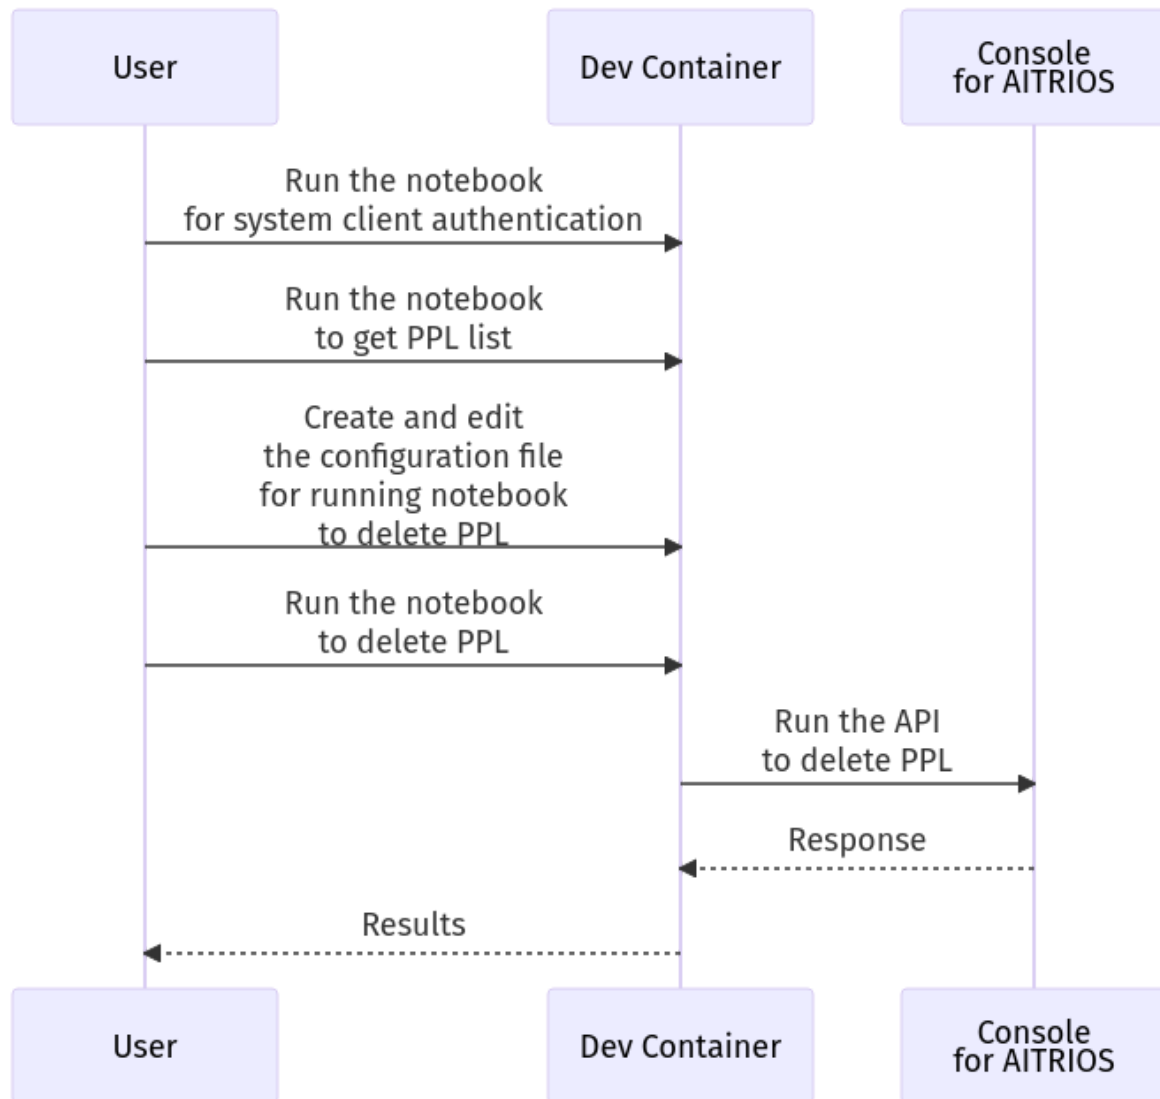 User
Dev Container
Console
for AITRIOS
Run the notebook
for system client authentication
Run the notebook
to get PPL list
Create and edit
the configuration file
for running notebook
to delete PPL
Run the notebook
to delete PPL
Run the API
to delete PPL
Response
Results
User
Dev Container
Console
for AITRIOS